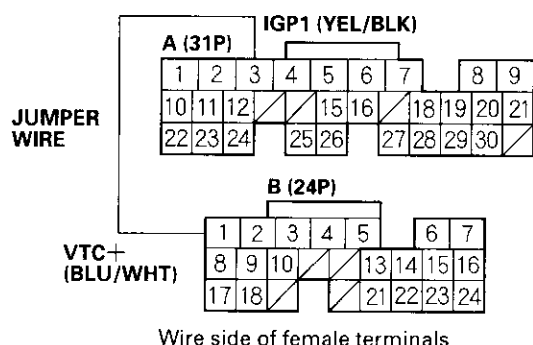 IGP1 (YEL/BLK)
A (31P)
1 2 3 4 5 6 7 8 9
10 11 12 15 16 18 19 20 21
JUMPER
WIRE
22 23 24 25 26 27 28 29 30
B (24P)
1 2 3 4 5 6 7
VTC+
(BLU/WHT)
8 9 10 13 14 15 16
17 18 21 22 23 24
Wire side of female terminals